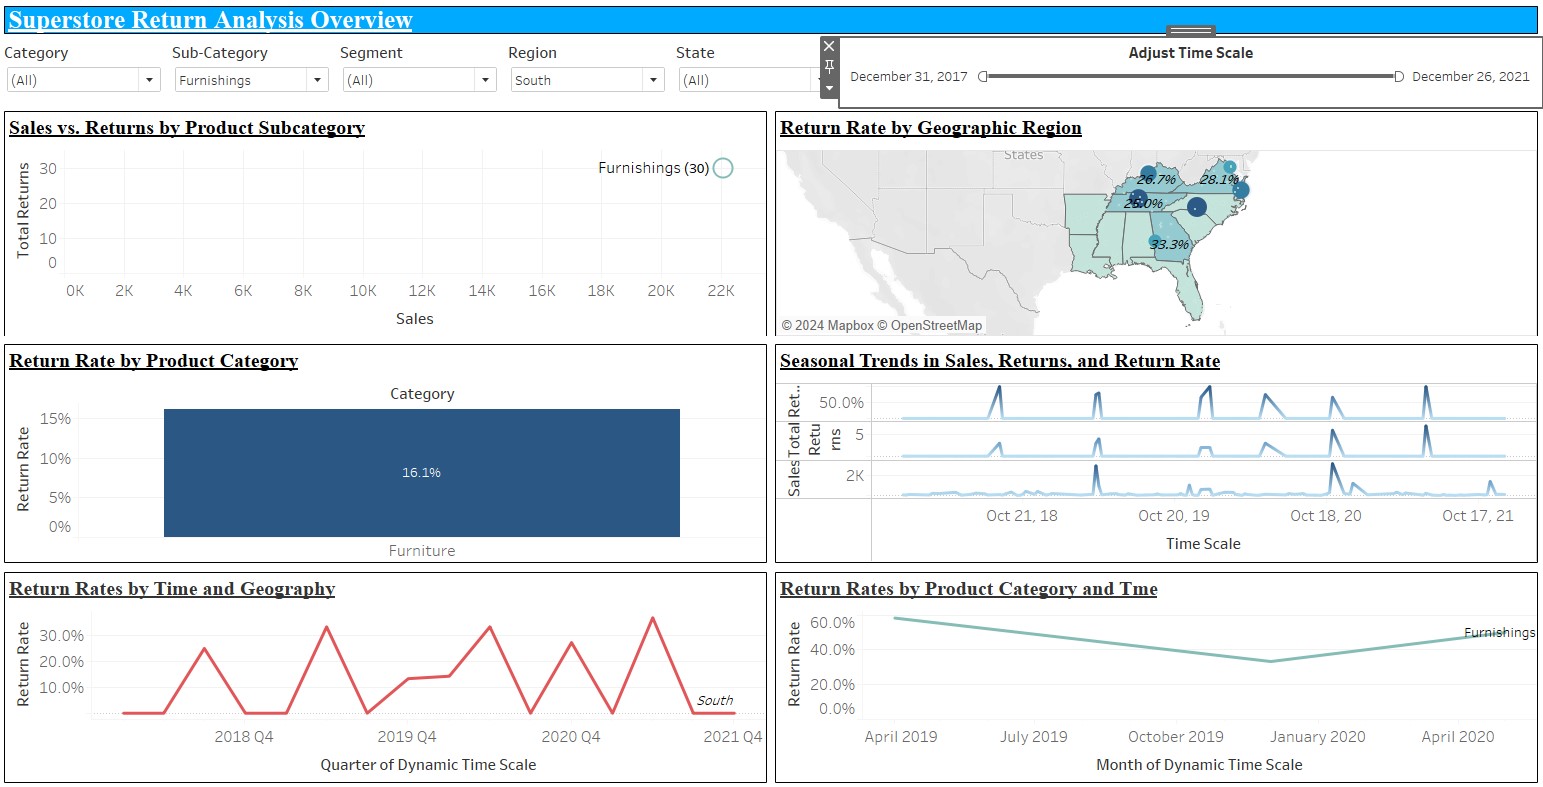 Superstore Return Analysis Overview
Category
Sub-Category
Segment
Region
State
(All)
Furnishings
(All)
South
(All)
Adjust Time Scale
December 31, 2017
December 26, 2021
Sales vs. Returns by Product Subcategory
Total Returns
30
20
10
0
Furnishings (30)
0K 2K 4K 6K 8K 10K 12K 14K 16K 18K 20K 22K
Sales
Return Rate by Geographic Region
States
26.7%
28.1%
25.0%
33.3%
© 2024 Mapbox © OpenStreetMap
Return Rate by Product Category
Category
Return Rate
15%
10%
5%
0%
16.1%
Furniture
Seasonal Trends in Sales, Returns, and Return Rate
Ret..
50.0%
Total
Retu
rns
5
Sales
2K
Oct 21, 18 Oct 20, 19 Oct 18, 20 Oct 17, 21
Time Scale
Return Rates by Time and Geography
Return Rate
30.0%
20.0%
10.0%
South
2018 Q4 2019 Q4 2020 Q4 2021 Q4
Quarter of Dynamic Time Scale
Return Rates by Product Category and Tme
Return Rate
60.0%
40.0%
20.0%
0.0%
Furnishings
April 2019 July 2019 October 2019 January 2020 April 2020
Month of Dynamic Time Scale